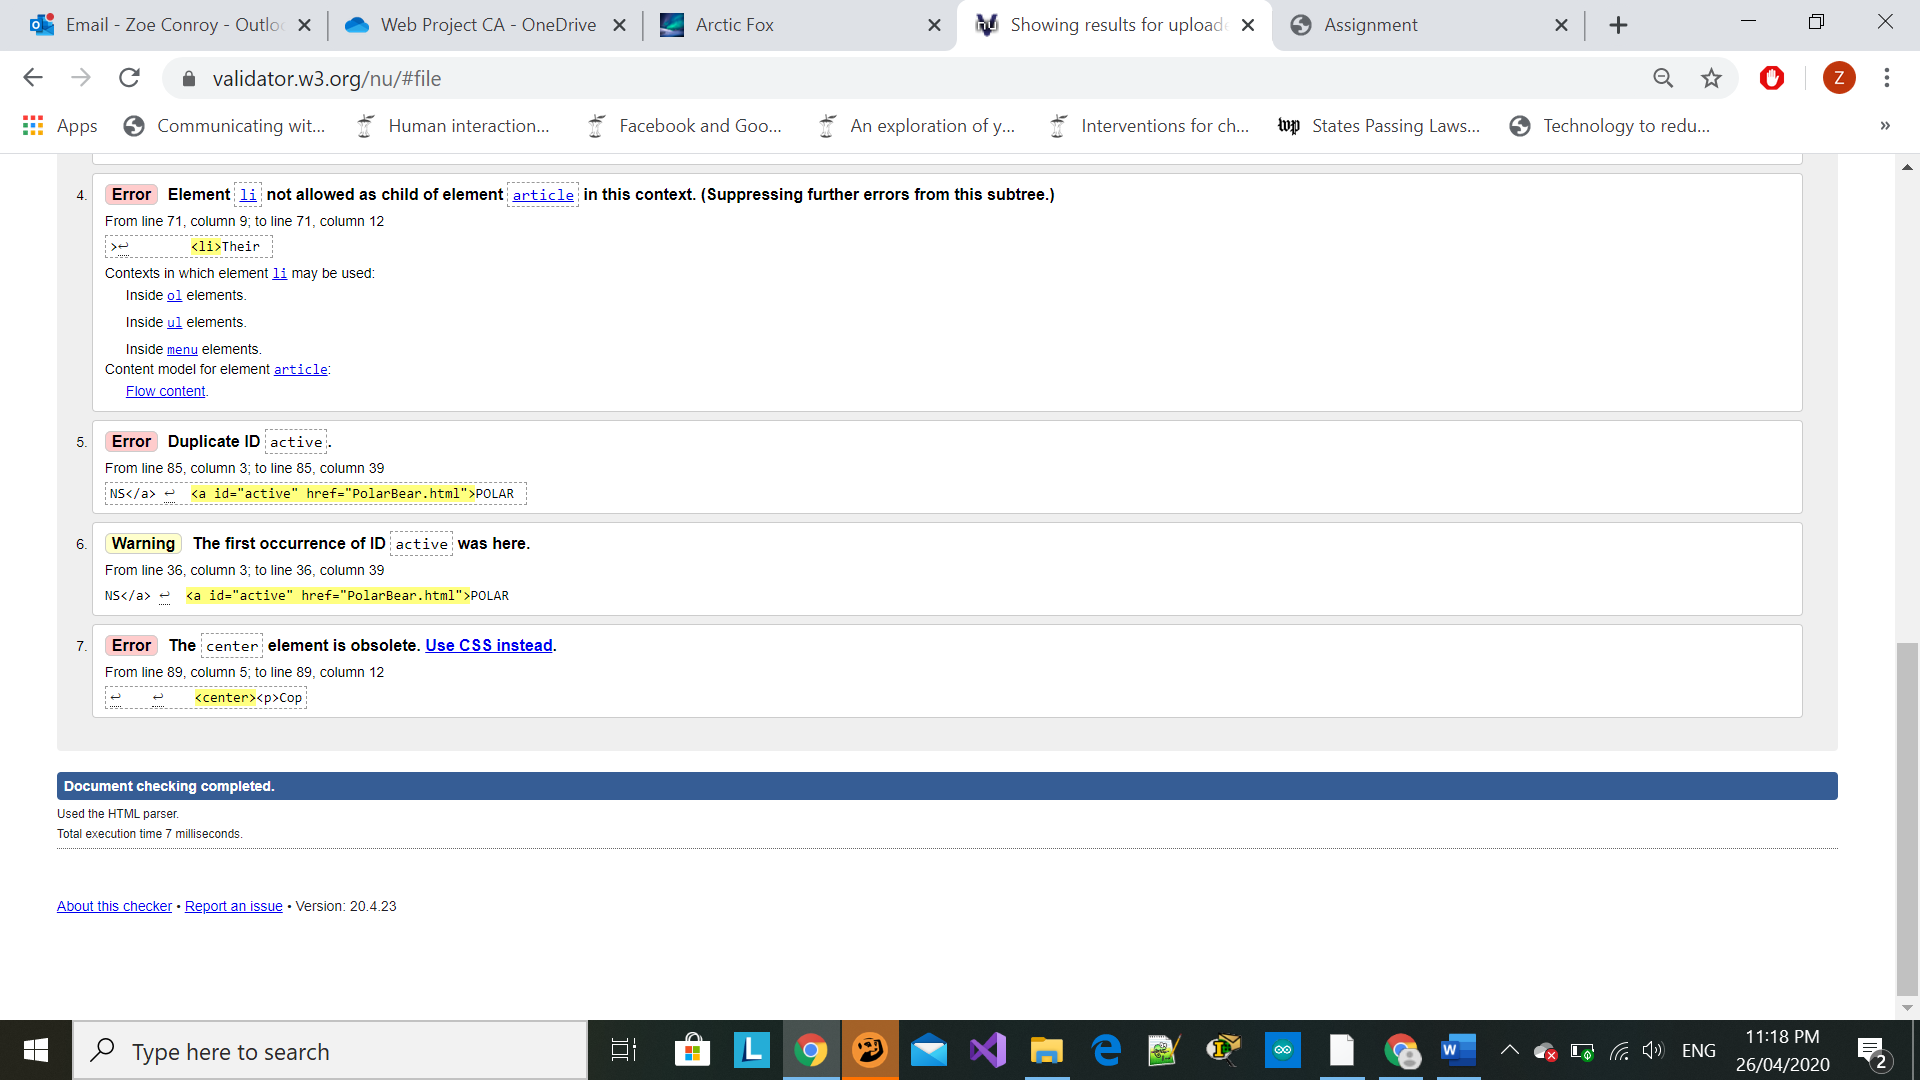 Email - Zoe Conroy - Outlo
Web Project CA - OneDrive
Arctic Fox
Showing results for uploade
Assignment
validator.w3.org/nu/#file
Z
Apps
Communicating wit...
Human interaction...
Facebook and Goo...
An exploration of y...
Interventions for ch...
wp
States Passing Laws...
Technology to redu...
»
4. Error Element li not allowed as child of element article in this context. (Suppressing further errors from this subtree.)
From line 71, column 9; to line 71, column 12
>↩ <li>Their
Contexts in which element li may be used:
Inside ol elements.
Inside ul elements.
Inside menu elements.
Content model for element article:
Flow content.
5. Error Duplicate ID active.
From line 85, column 3; to line 85, column 39
NS</a> ↩ <a id="active" href="PolarBear.html">POLAR
6. Warning The first occurrence of ID active was here.
From line 36, column 3; to line 36, column 39
NS</a> ↩ <a id="active" href="PolarBear.html">POLAR
7. Error The center element is obsolete. Use CSS instead.
From line 89, column 5; to line 89, column 12
↩ ↩ <center><p>Cop
Document checking completed.
Used the HTML parser.
Total execution time 7 milliseconds.
About this checker • Report an issue • Version: 20.4.23
Type here to search
L
W
ENG
11:18 PM
26/04/2020
2